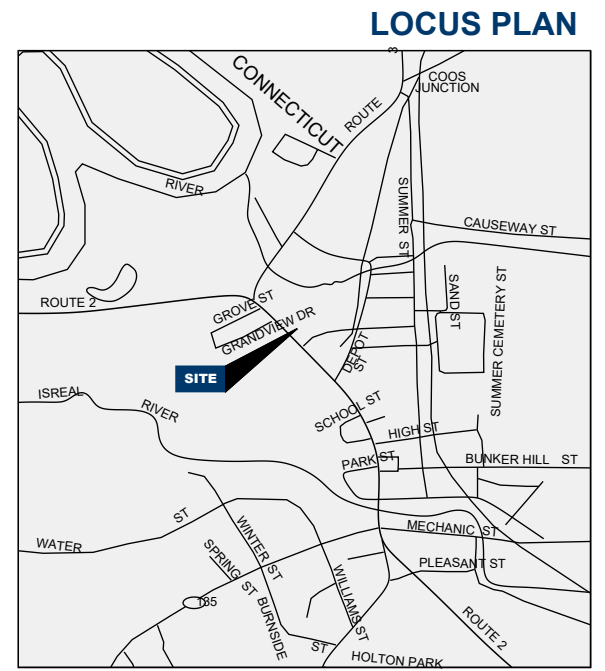 LOCUS PLAN
3
COOS
JUNCTION
CONNECTICUT
ROUTE
RIVER
SUMMER ST
CAUSEWAY ST
ROUTE 2
GROVE ST
SAND ST
SUMMER CEMETERY ST
GRANDVIEW DR
DEPOT
ST
SITE
ISREAL
RIVER
SCHOOL ST
HIGH ST
PARK ST
BUNKER HILL ST
ST
WATER
WINTER ST
MECHANIC ST
SPRING ST
PLEASANT ST
WILLIAMS ST
135
BURNSIDE
ST
ROUTE 2
HOLTON PARK